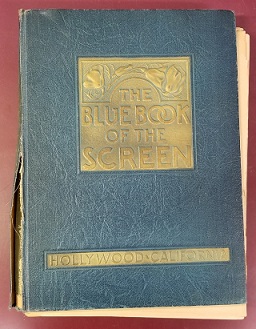 THE
BLUE BOOK
OF THE
SCREEN
HOLLYWOOD CALIFORNIA